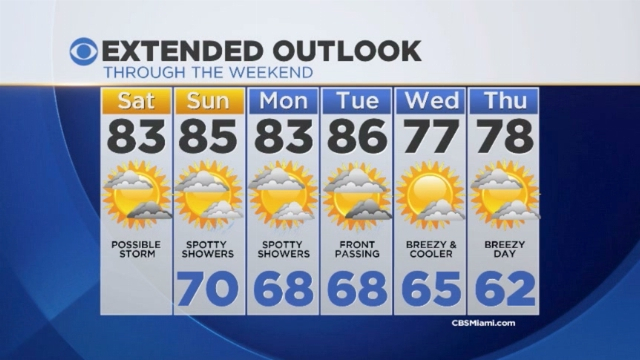 EXTENDED OUTLOOK
THROUGH THE WEEKEND
Sat Sun Mon Tue Wed Thu
83 85 83 86 77 78
POSSIBLE SPOTTY SPOTTY FRONT BREEZY & BREEZY
STORM SHOWERS SHOWERS PASSING COOLER DAY
70 68 68 65 62
CBSMiami.com